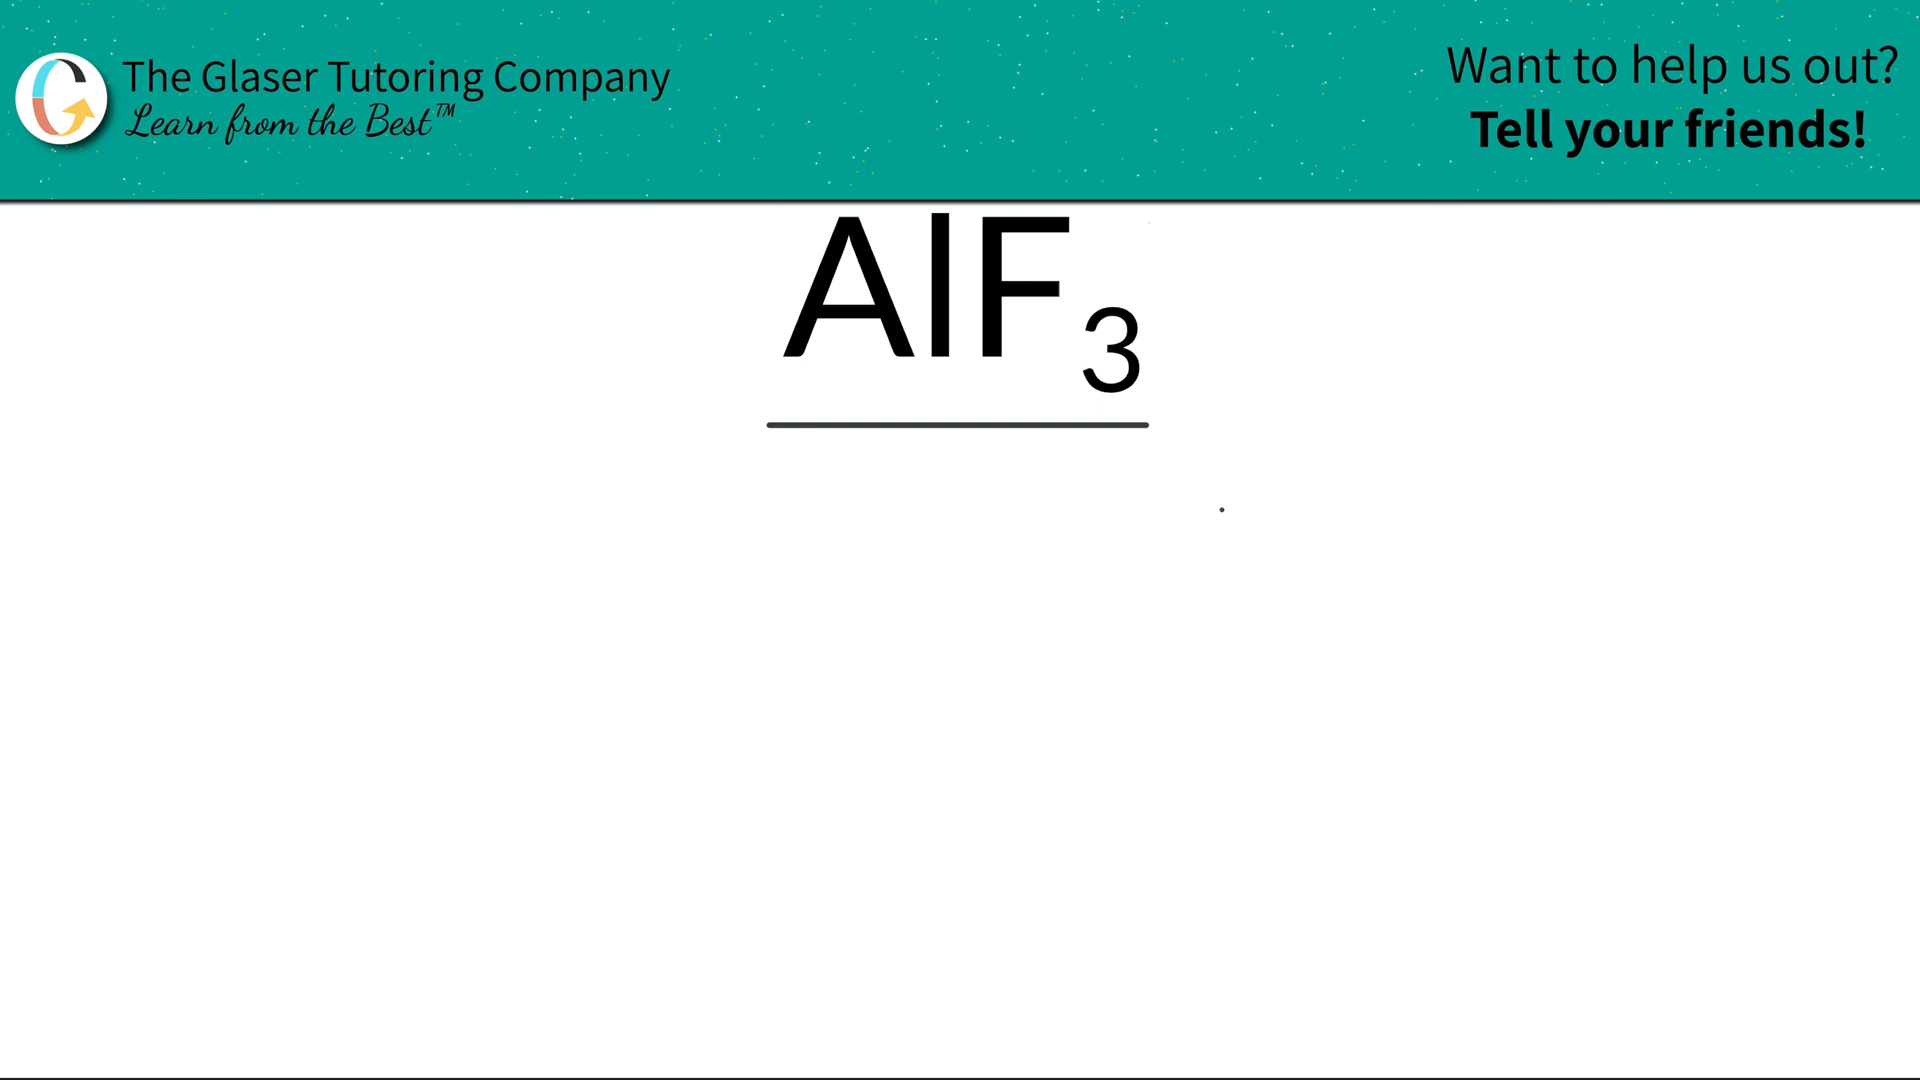 The Glaser Tutoring Company
Learn from the Best™
Want to help us out?
Tell your friends!
AlF₃